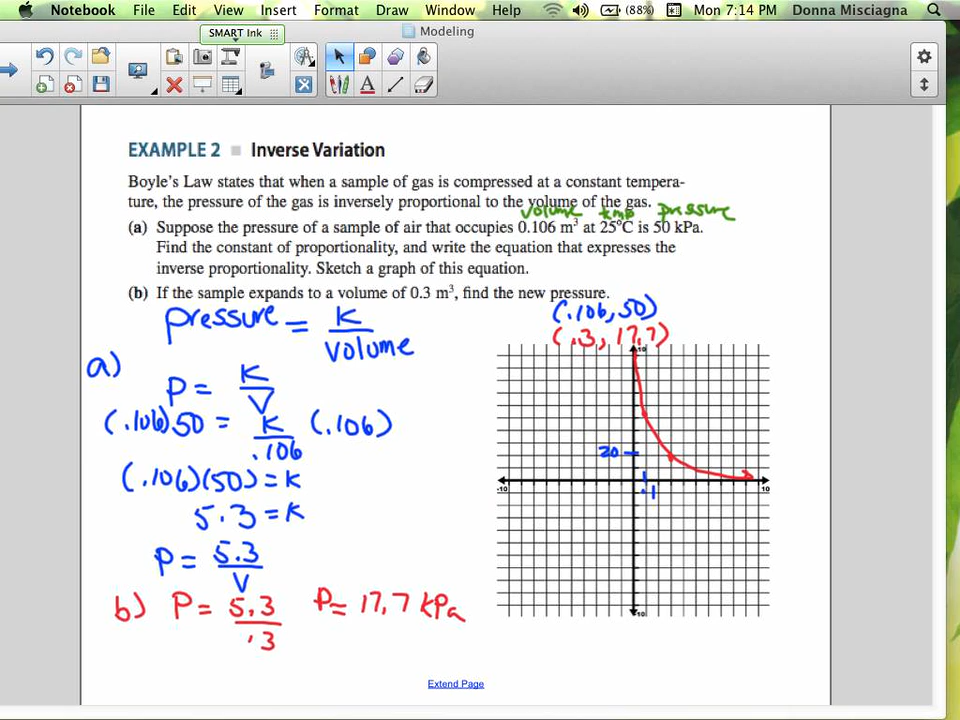 Notebook File Edit View Insert Format Draw Window Help (88%) Mon 7:14 PM Donna Misciagna
SMART Ink
Modeling
EXAMPLE 2 Inverse Variation
Boyle's Law states that when a sample of gas is compressed at a constant tempera-
ture, the pressure of the gas is inversely proportional to the volume of the gas.
volume temp pressure
(a) Suppose the pressure of a sample of air that occupies 0.106 m³ at 25°C is 50 kPa.
Find the constant of proportionality, and write the equation that expresses the
inverse proportionality. Sketch a graph of this equation.
(b) If the sample expands to a volume of 0.3 m³, find the new pressure.
pressure = K/volume
(.106, 50)
(.3, 17.7)
a)
P = K/V
(.106) 50 = K/.106 (.106)
(.106)(50) = K
5.3 = K
P = 5.3/V
b) P = 5.3/.3 P = 17.7 kPa
10
20
-10 10
.1
-10
Extend Page